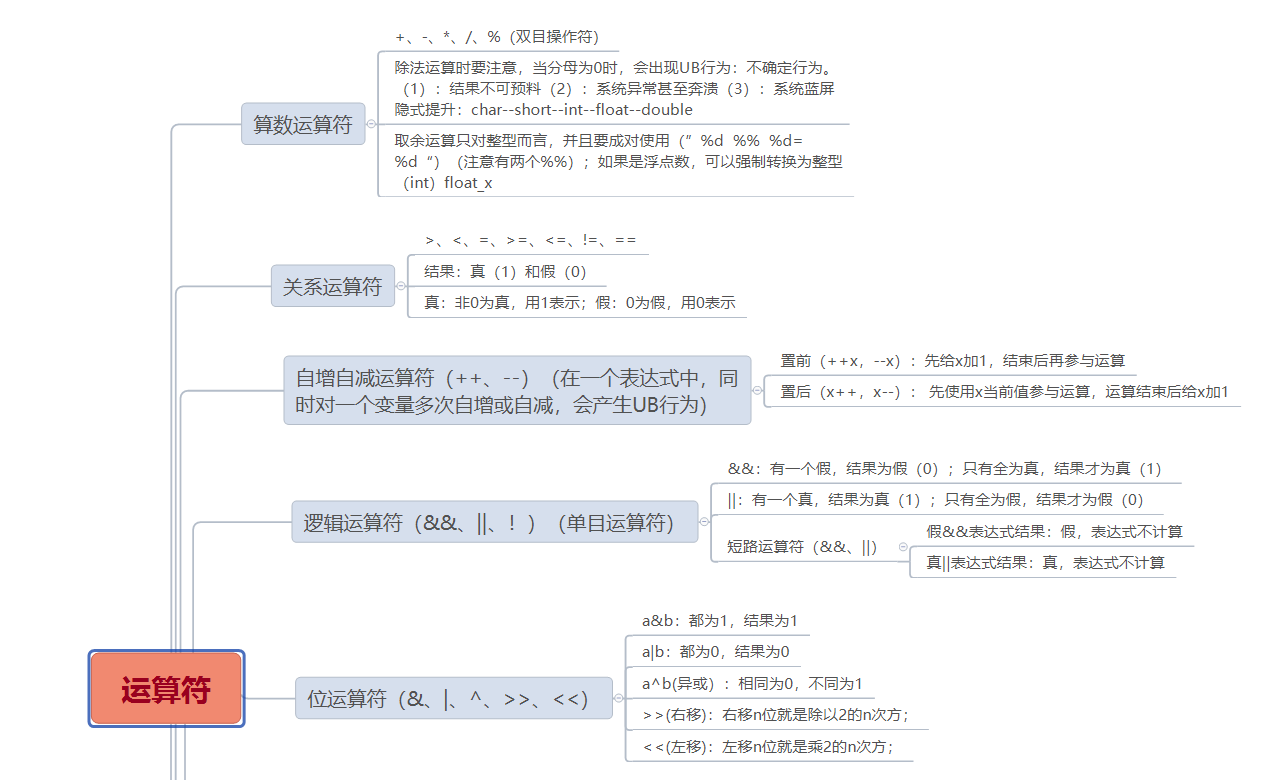 运算符
算数运算符
+、-、*、/、%（双目操作符）
除法运算时要注意，当分母为0时，会出现UB行为：不确定行为。
（1）：结果不可预料（2）：系统异常甚至奔溃（3）：系统蓝屏
隐式提升：char--short--int--float--double
取余运算只对整型而言，并且要成对使用（”%d %% %d=
%d“）（注意有两个%%）；如果是浮点数，可以强制转换为整型
（int）float_x
关系运算符
>、<、=、>=、<=、!=、==
结果：真（1）和假（0）
真：非0为真，用1表示；假：0为假，用0表示
自增自减运算符（++、--）（在一个表达式中，同
时对一个变量多次自增或自减，会产生UB行为）
置前（++x，--x）：先给x加1，结束后再参与运算
置后（x++，x--）： 先使用x当前值参与运算，运算结束后给x加1
逻辑运算符（&&、||、！）（单目运算符）
&&：有一个假，结果为假（0）；只有全为真，结果才为真（1）
||：有一个真，结果为真（1）；只有全为假，结果才为假（0）
短路运算符（&&、||）
假&&表达式结果：假，表达式不计算
真||表达式结果：真，表达式不计算
位运算符（&、|、^、>>、<<）
a&b：都为1，结果为1
a|b：都为0，结果为0
a^b(异或）：相同为0，不同为1
>>(右移)：右移n位就是除以2的n次方；
<<(左移)：左移n位就是乘2的n次方；